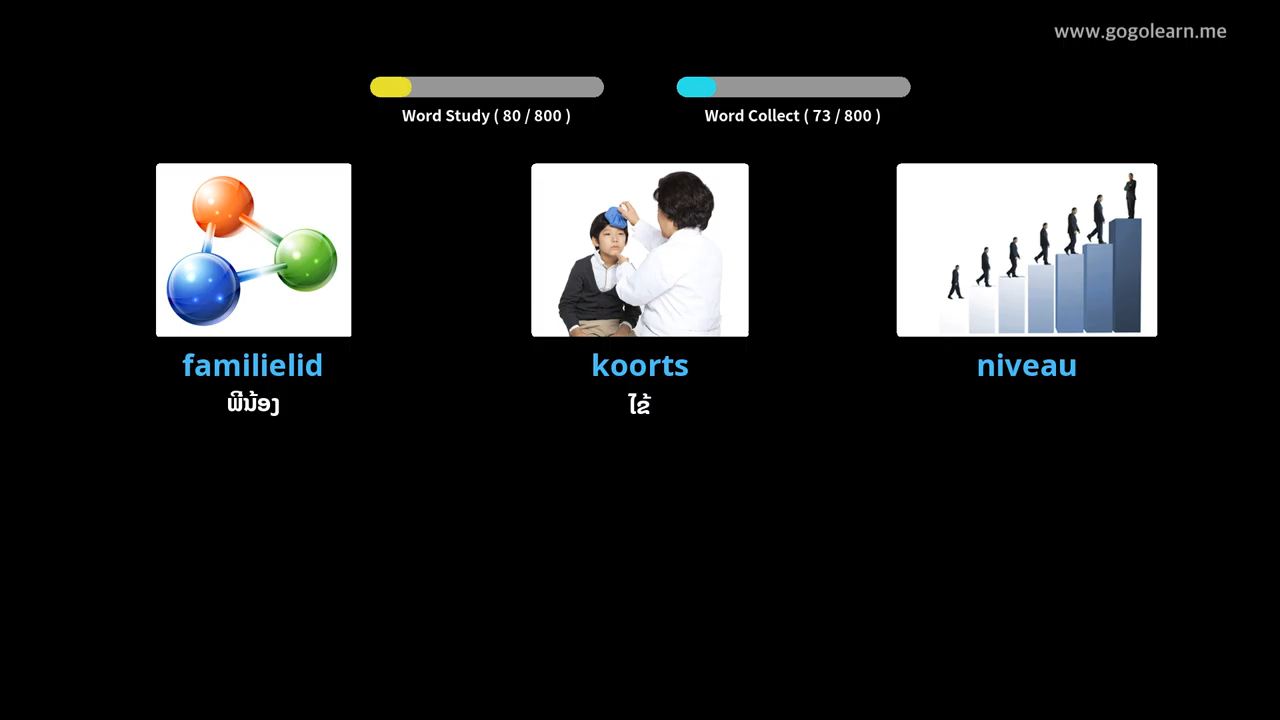 www.gogolearn.me
Word Study ( 80 / 800 )
Word Collect ( 73 / 800 )
familielid
koorts
niveau
ພີນ້ອງ
ໄຂ້